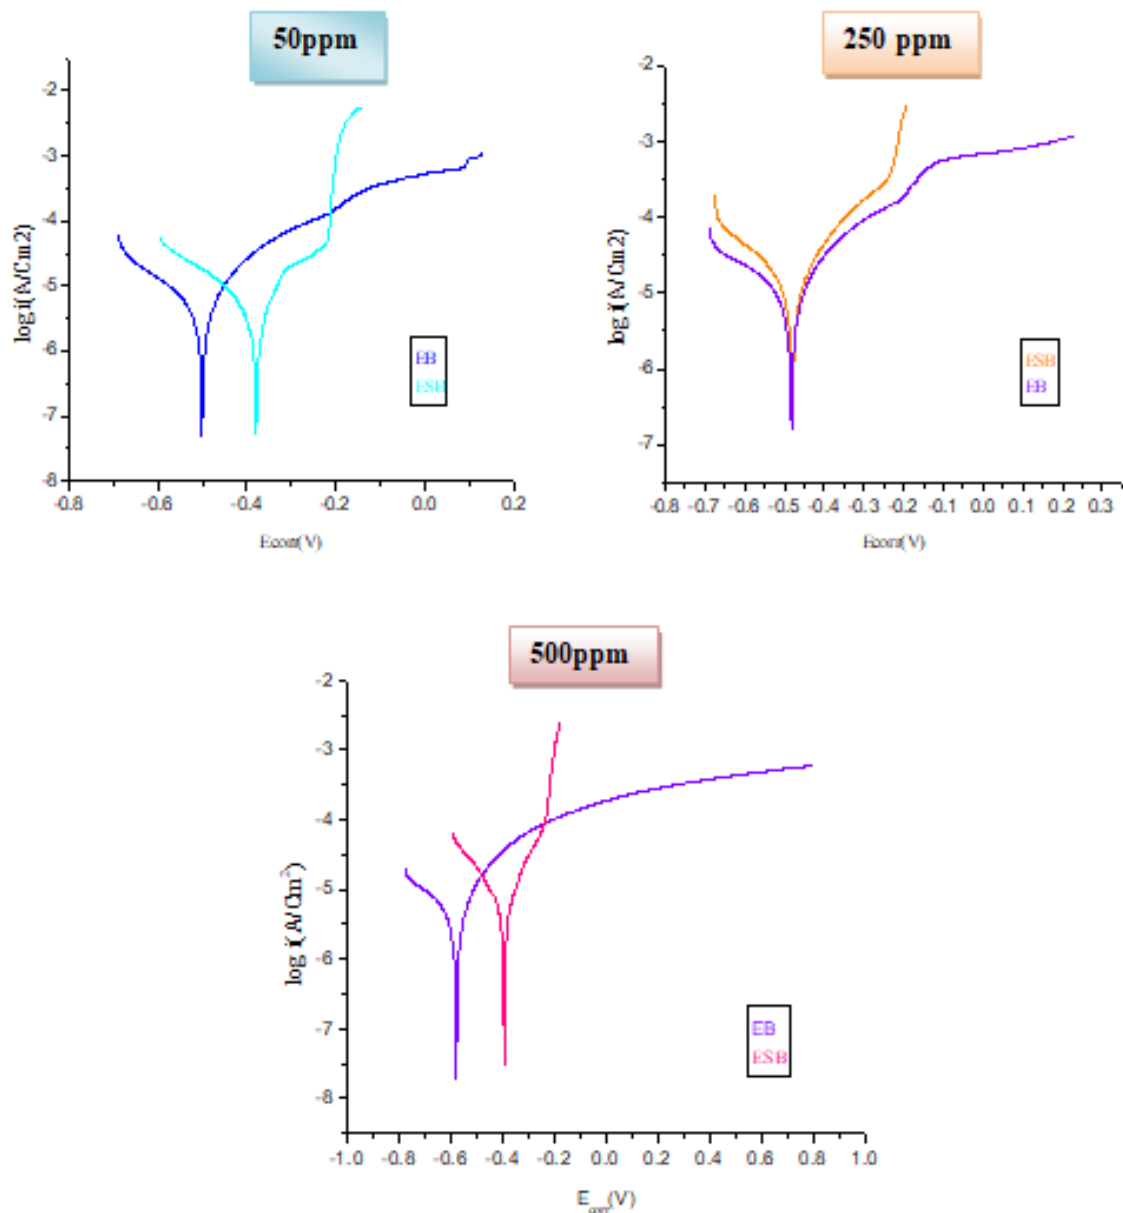 50ppm
250 ppm
log i(A/Cm2)
-2
-3
-4
-5
-6
-7
-8
-0.8
-0.6
-0.4
-0.2
0.0
0.2
Ecorr(V)
EB
ESB
log i(A/Cm2)
-2
-3
-4
-5
-6
-7
-0.8 -0.7 -0.6 -0.5 -0.4 -0.3 -0.2 -0.1 0.0 0.1 0.2 0.3
Ecorr(V)
ESB
EB
500ppm
log i(A/Cm²)
-2
-3
-4
-5
-6
-7
-8
-1.0 -0.8 -0.6 -0.4 -0.2 0.0 0.2 0.4 0.6 0.8 1.0
Ecorr(V)
EB
ESB